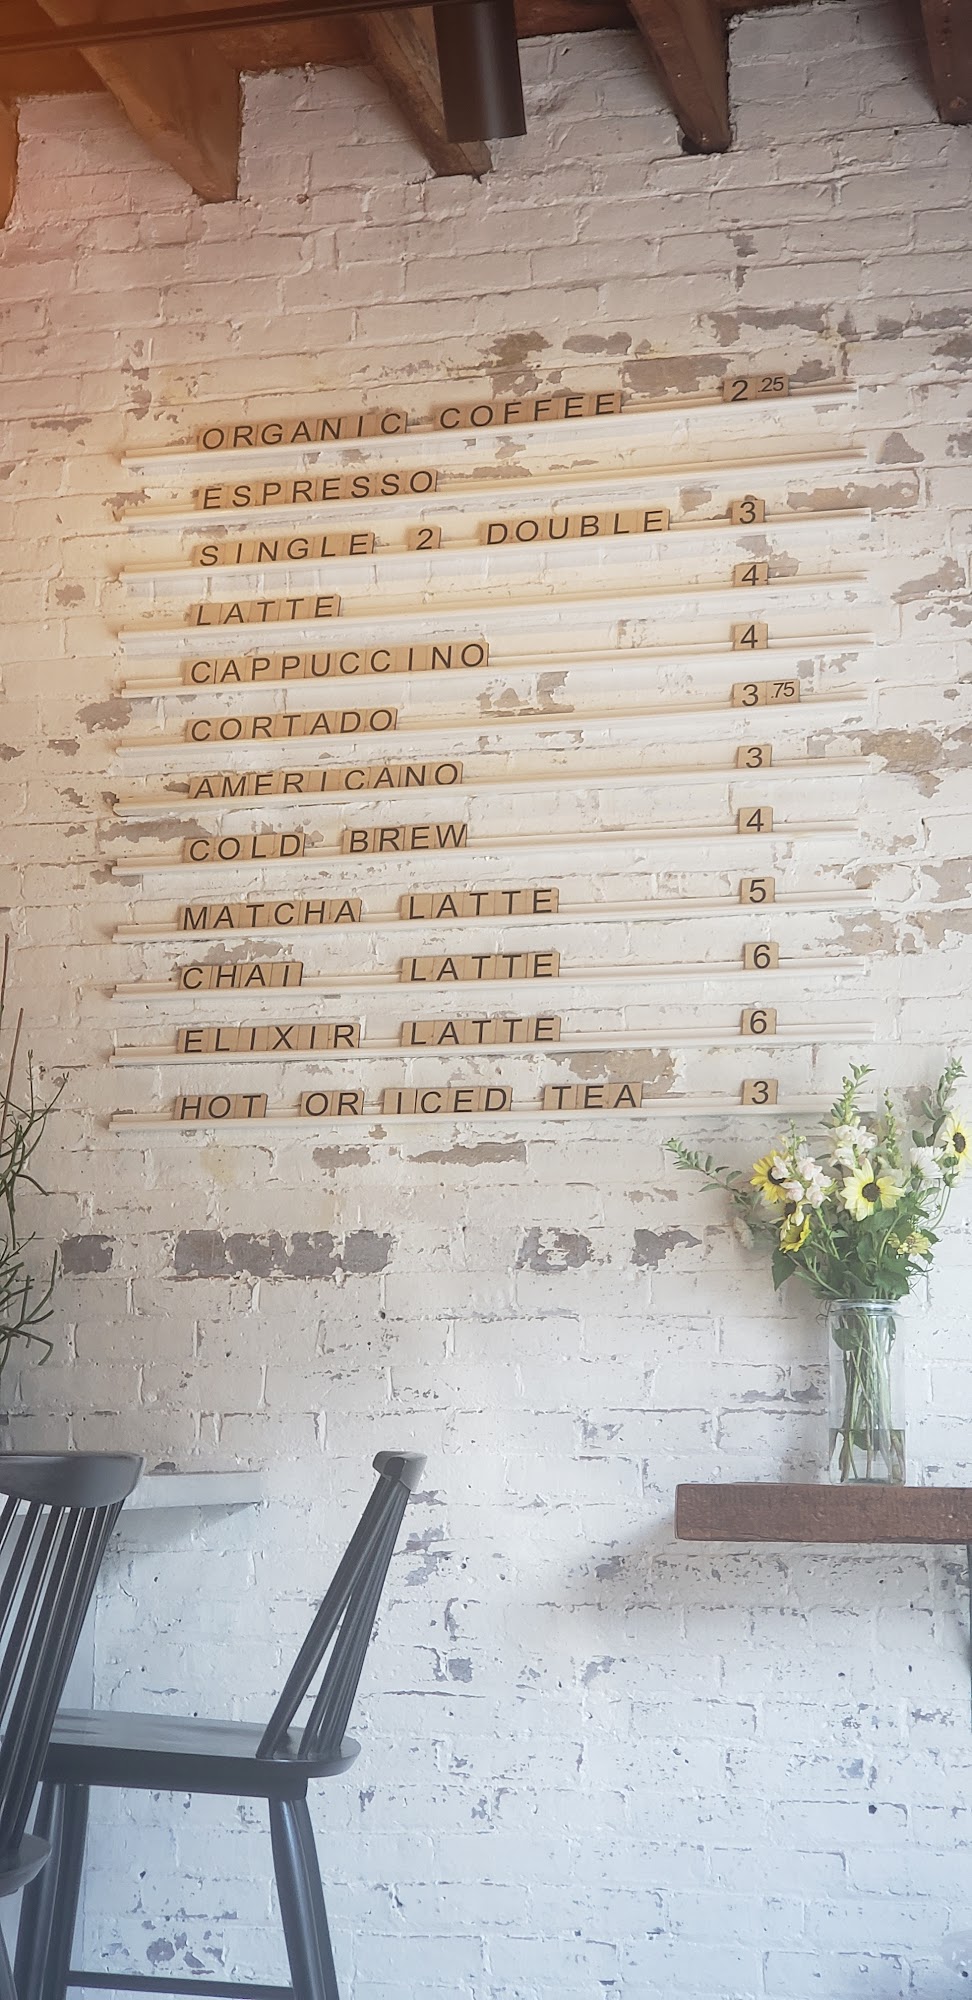 ORGANIC COFFEE 2.25
ESPRESSO
SINGLE 2 DOUBLE 3
LATTE 4
CAPPUCCINO 4
CORTADO 3.75
AMERICANO 3
COLD BREW 4
MATCHA LATTE 5
CHAI LATTE 6
ELIXIR LATTE 6
HOT OR ICED TEA 3